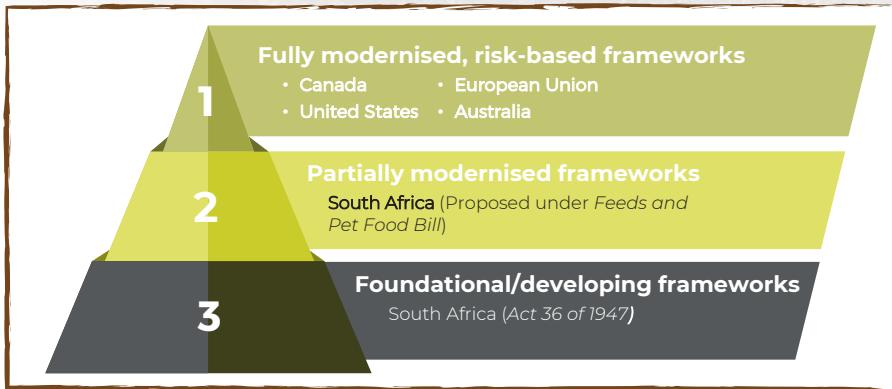 1
Fully modernised, risk-based frameworks
• Canada • European Union
• United States • Australia
2
Partially modernised frameworks
South Africa (Proposed under Feeds and
Pet Food Bill)
3
Foundational/developing frameworks
South Africa (Act 36 of 1947)